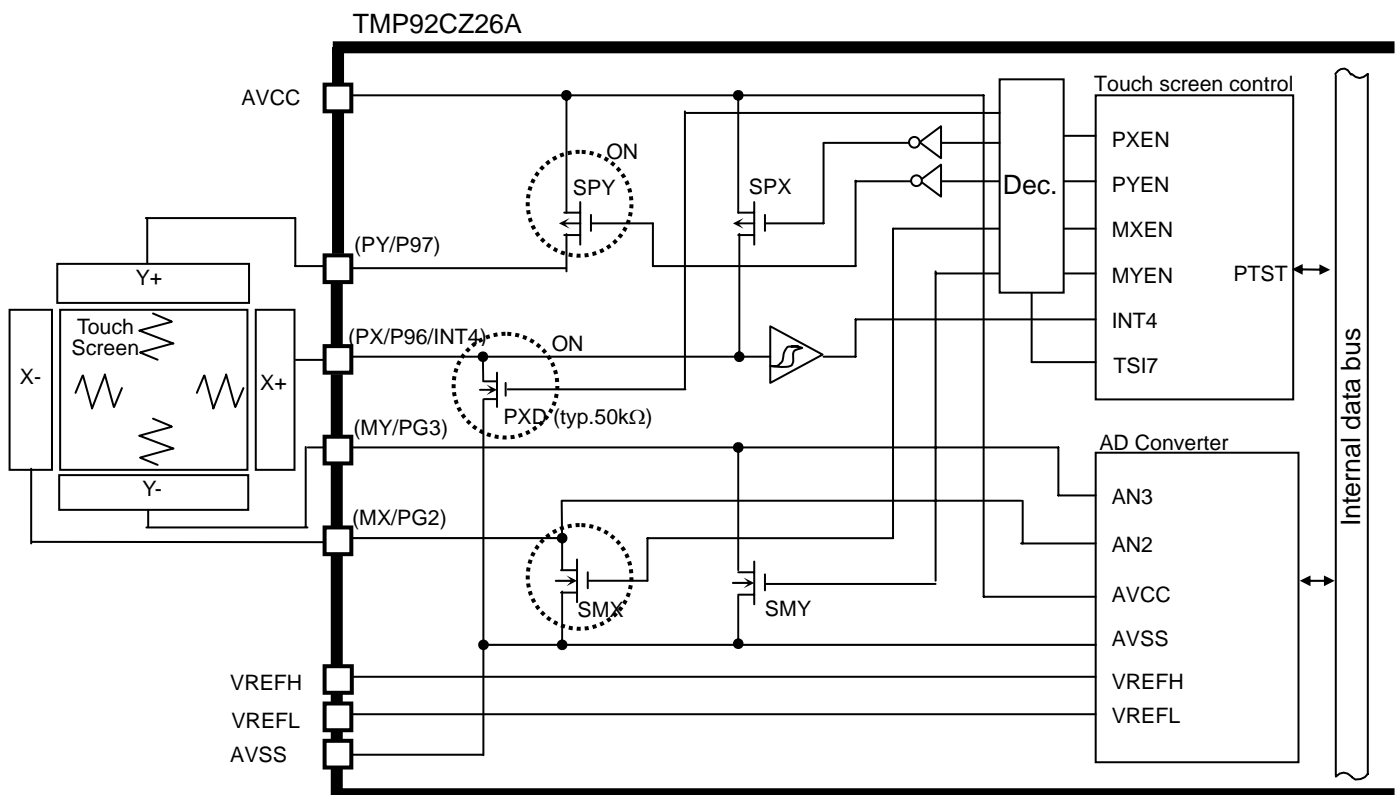 TMP92CZ26A
AVCC
Touch screen control
ON
SPY
SPX
Dec.
PXEN
PYEN
MXEN
MYEN
PTST
INT4
TSI7
(PY/P97)
Y+
Touch
Screen
X-
X+
Y-
(PX/P96/INT4)
ON
PXD (typ.50kΩ)
(MY/PG3)
(MX/PG2)
SMX
SMY
AD Converter
AN3
AN2
AVCC
AVSS
VREFH
VREFL
Internal data bus
VREFH
VREFL
AVSS